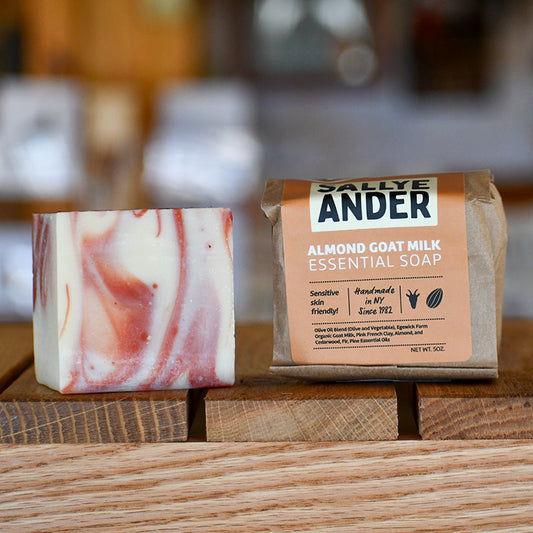 SALLYE
ANDER
ALMOND GOAT MILK
ESSENTIAL SOAP
Sensitive
skin
friendly!
Handmade
in NY
Since 1982
Olive Oil Blend (Olive and Vegetable), Egewick Farm
Organic Goat Milk, Pink French Clay, Almond, and
Cedarwood, Fir, Pine Essential Oils
NET WT. 5OZ.